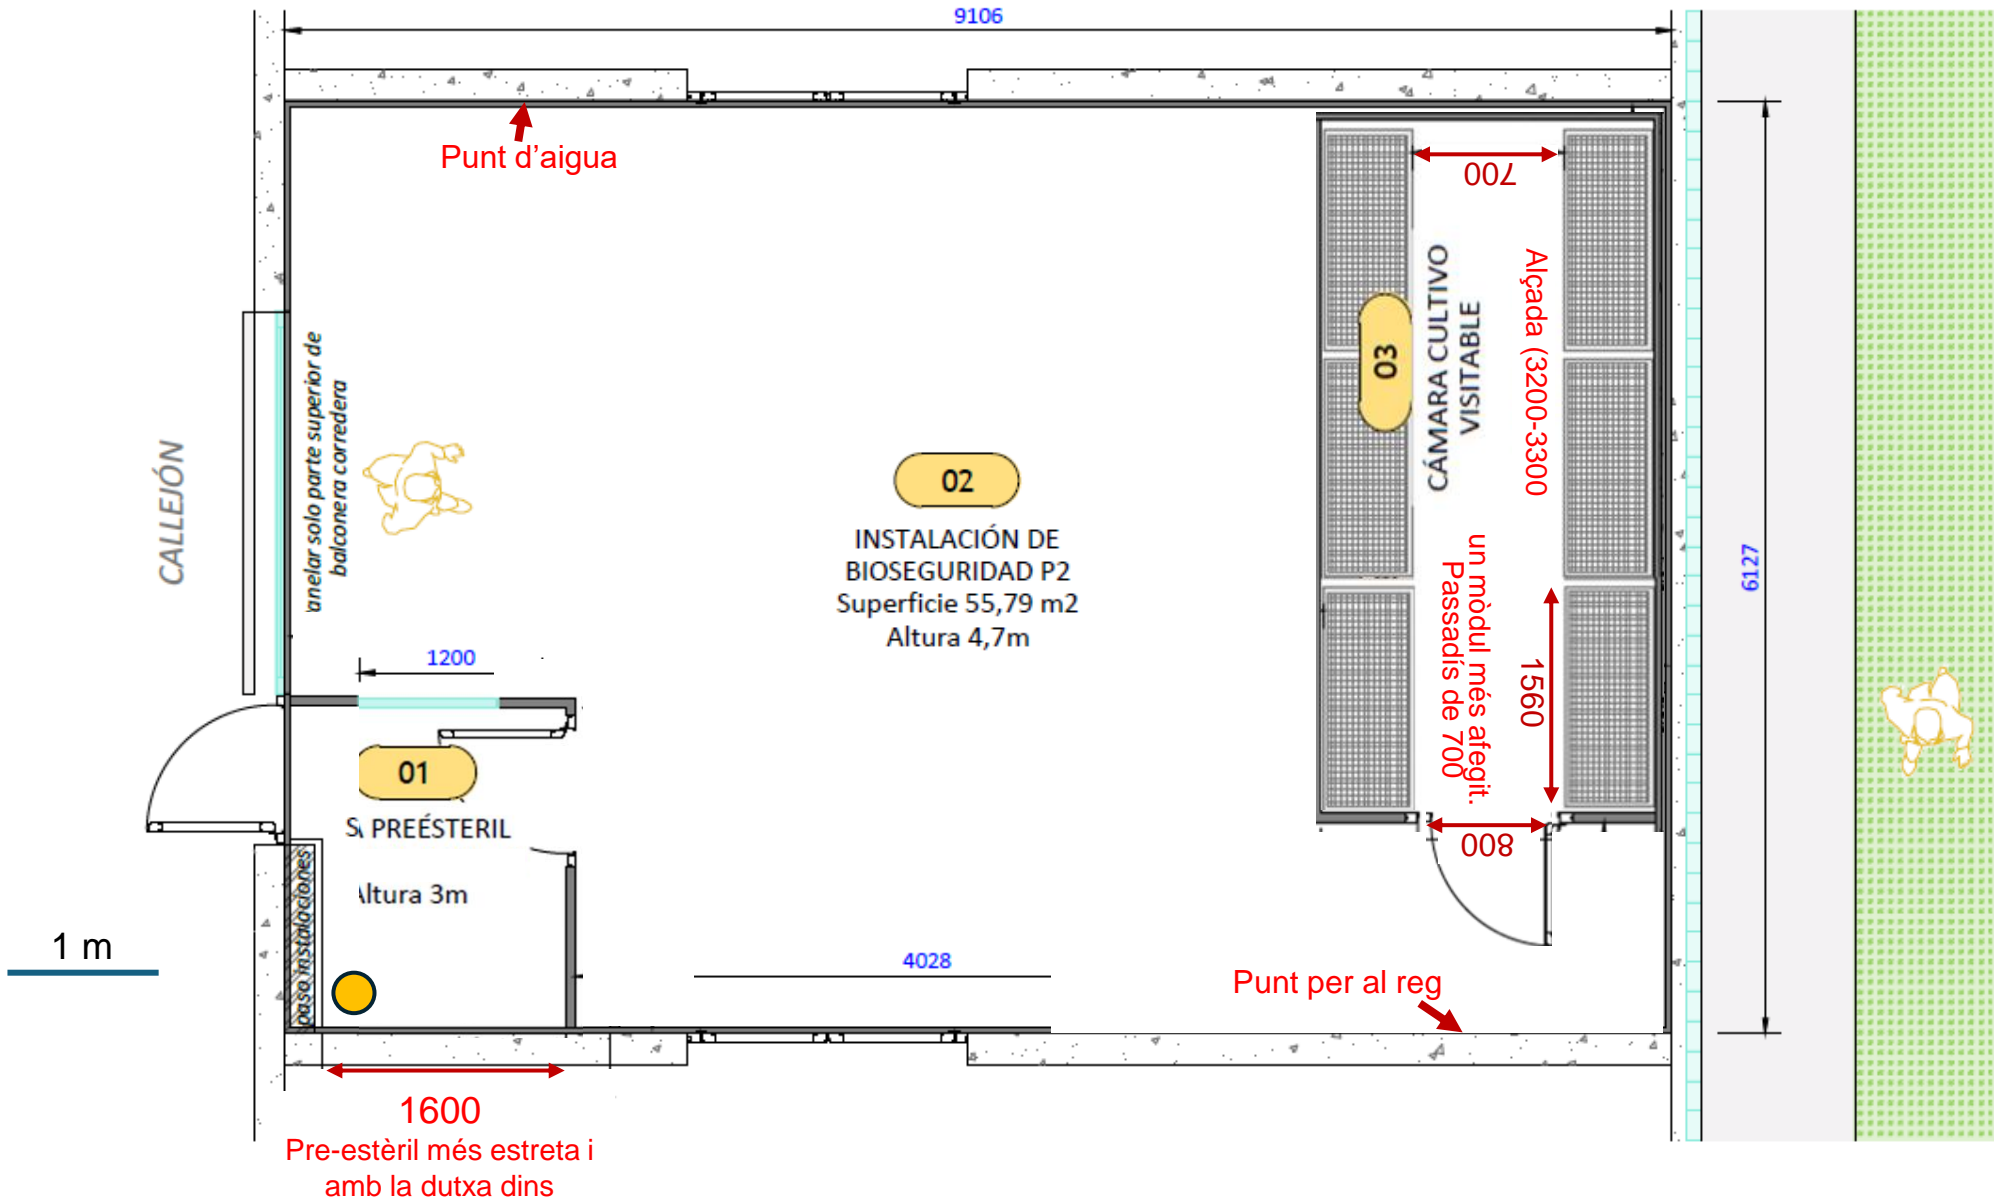 9106
Punt d'aigua
700
CÁMARA CULTIVO
VISITABLE
03
Alçada (3200-3300
CALLEJÓN
anelar solo parte superior de
balconera corredera
02
INSTALACIÓN DE
BIOSEGURIDAD P2
Superficie 55,79 m2
Altura 4,7m
6127
un mòdul més afegit.
Passadís de 700
1560
1200
01
PREÉSTERIL
ltura 3m
800
paso instalaciones
1 m
4028
Punt per al reg
1600
Pre-estèril més estreta i
amb la dutxa dins